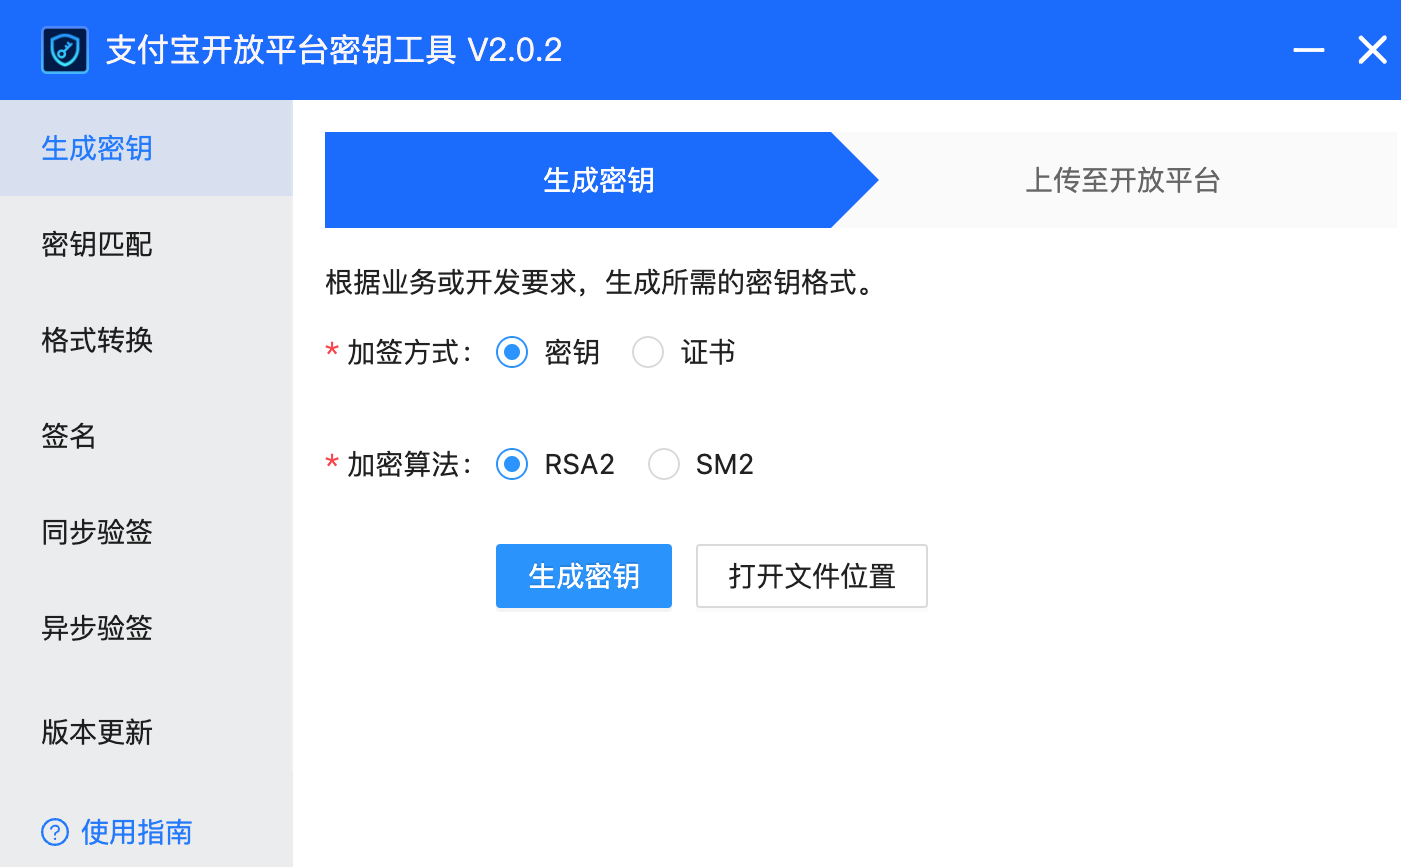 支付宝开放平台密钥工具 V2.0.2
生成密钥
密钥匹配
格式转换
签名
同步验签
异步验签
版本更新
? 使用指南
生成密钥
上传至开放平台
根据业务或开发要求，生成所需的密钥格式。
* 加签方式： 密钥 证书
* 加密算法： RSA2 SM2
生成密钥 打开文件位置